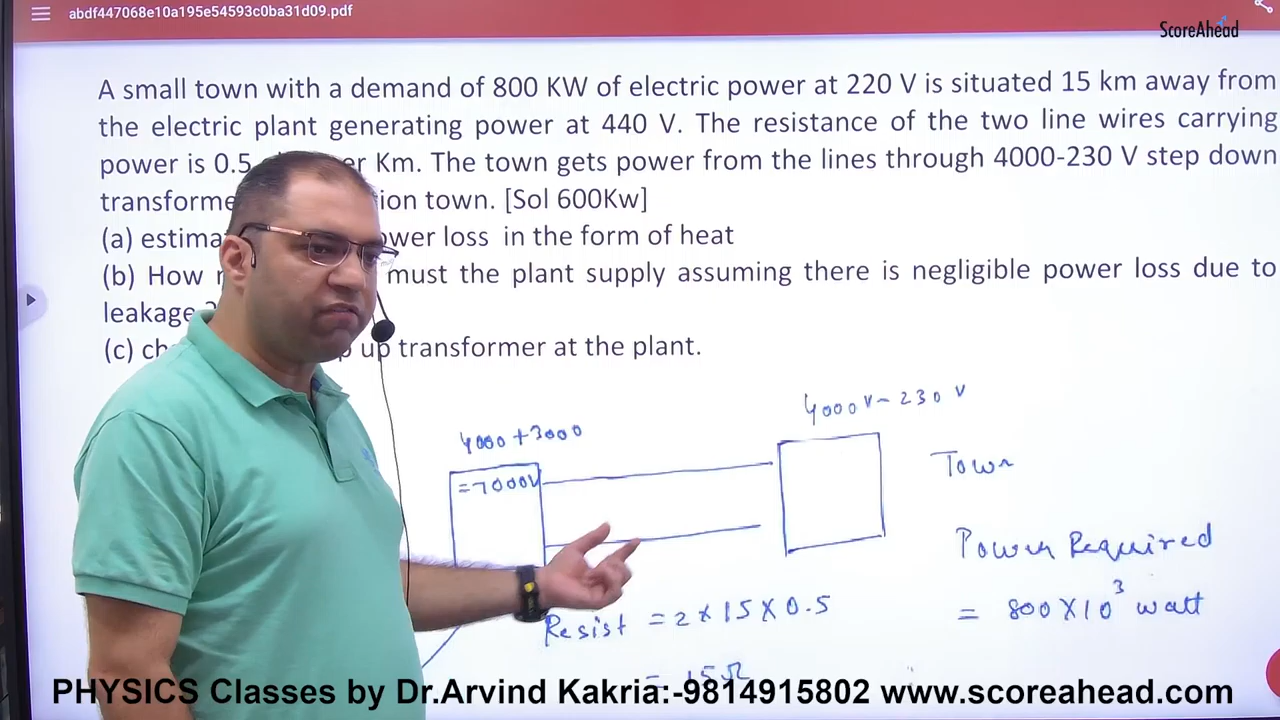 abdf447068e10a195e54593c0ba31d09.pdf
ScoreAhead
A small town with a demand of 800 KW of electric power at 220 V is situated 15 km away from
the electric plant generating power at 440 V. The resistance of the two line wires carrying
power is 0.5 Km. The town gets power from the lines through 4000-230 V step down
town. [Sol 600Kw]
(a) loss in the form of heat
(b) How must the plant supply assuming there is negligible power loss due to
leakage
(c) up transformer at the plant.
4000 V - 230 V
4000 + 3000
= 7000V
Town
Power Required
= 800 X 10³ watt
Resist = 2 X 15 X 0.5
= 15Ω
PHYSICS Classes by Dr.Arvind Kakria:-9814915802 www.scoreahead.com